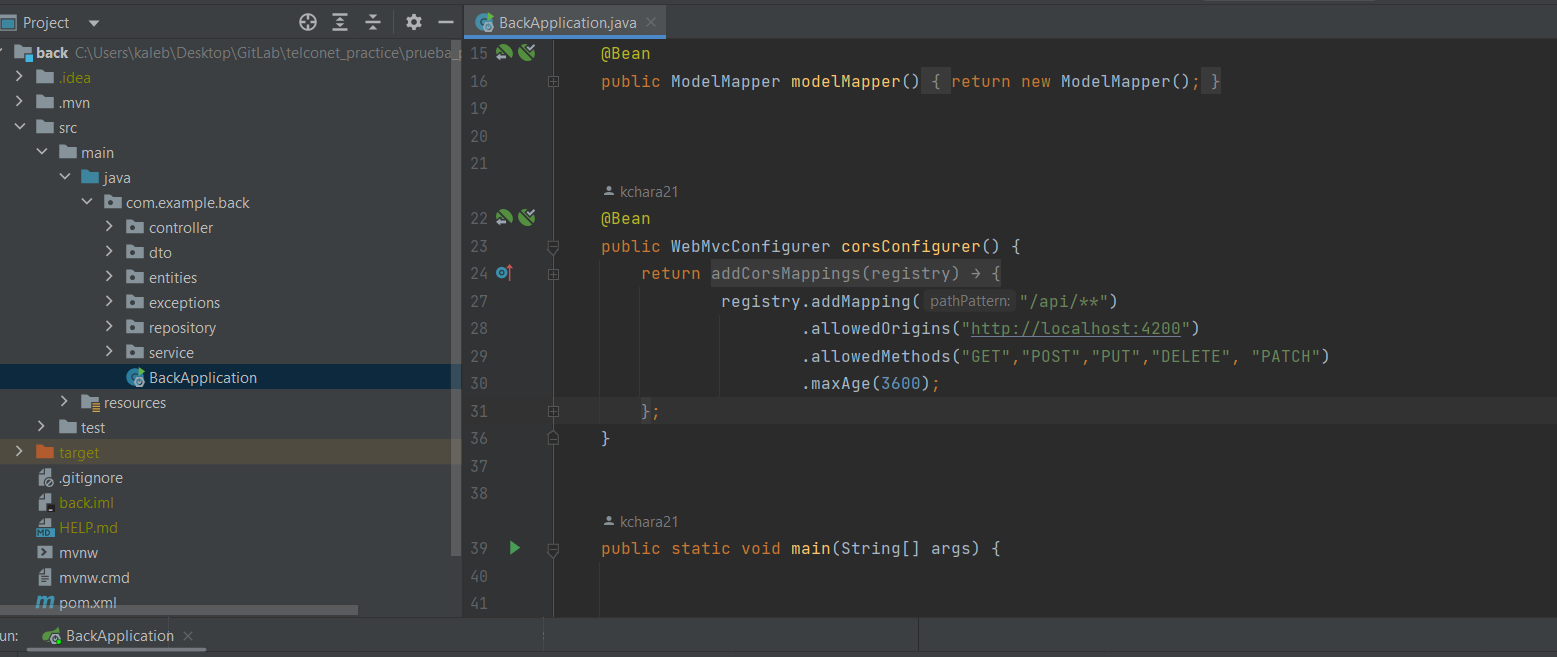 Project
BackApplication.java
back C:\Users\kaleb\Desktop\GitLab\telconet_practice\prueba_
.idea
.mvn
src
main
java
com.example.back
controller
dto
entities
exceptions
repository
service
BackApplication
resources
test
target
.gitignore
back.iml
HELP.md
mvnw
mvnw.cmd
pom.xml
15 @Bean
16 public ModelMapper modelMapper() { return new ModelMapper(); }
19
20
21
kchara21
22 @Bean
23 public WebMvcConfigurer corsConfigurer() {
24 return addCorsMappings(registry) → {
27 registry.addMapping( pathPattern: "/api/**")
28 .allowedOrigins("http://localhost:4200")
29 .allowedMethods("GET","POST","PUT","DELETE", "PATCH")
30 .maxAge(3600);
31 };
36 }
37
38
kchara21
39 public static void main(String[] args) {
40
41
un: BackApplication